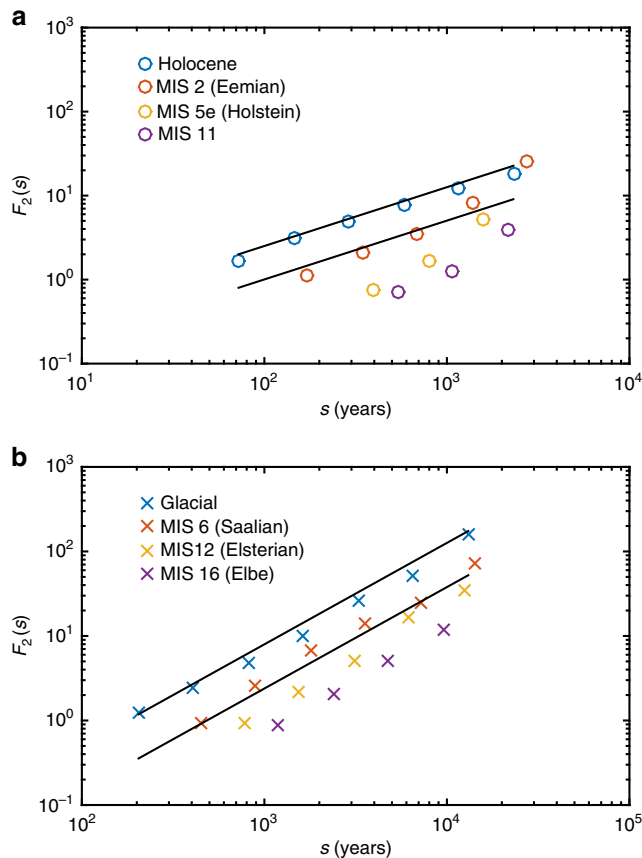 a
10³
10²
10¹
10⁰
10⁻¹
F₂(s)
Holocene
MIS 2 (Eemian)
MIS 5e (Holstein)
MIS 11
10¹
10²
10³
10⁴
s (years)
b
10³
10²
10¹
10⁰
10⁻¹
F₂(s)
Glacial
MIS 6 (Saalian)
MIS12 (Elsterian)
MIS 16 (Elbe)
10²
10³
10⁴
10⁵
s (years)